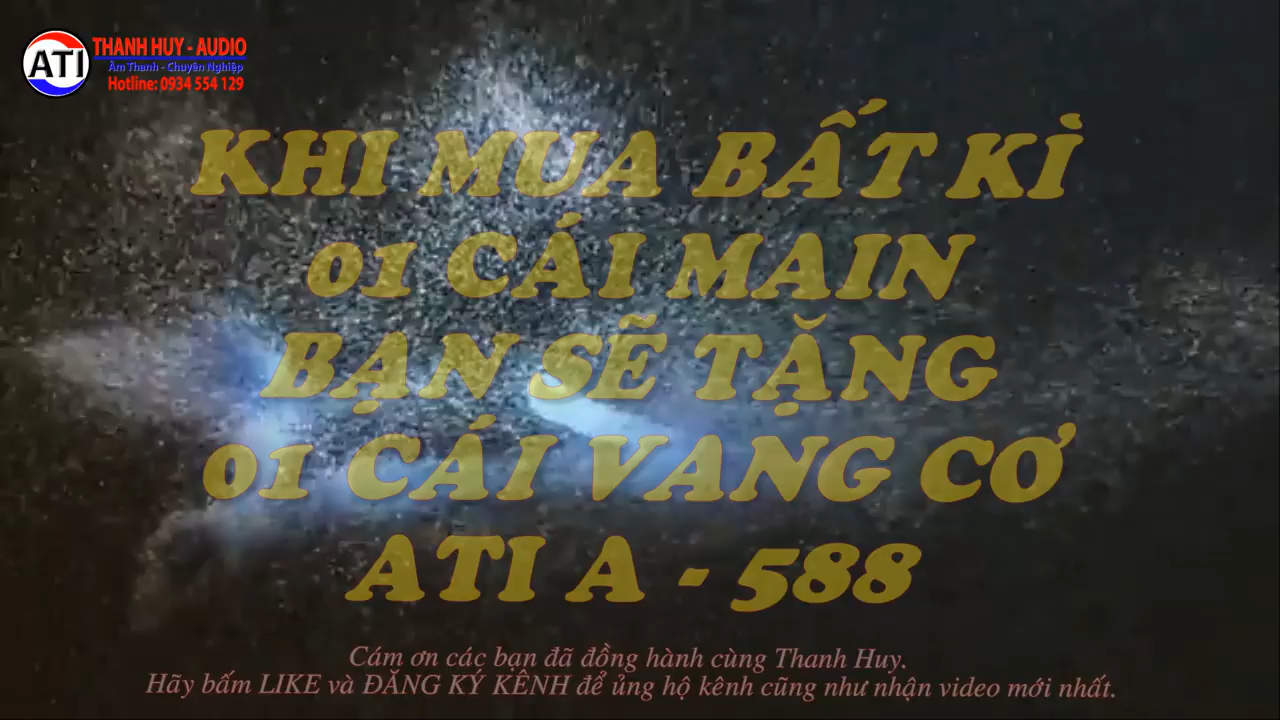 ATI
THANH HUY - AUDIO
Âm Thanh - Chuyên Nghiệp
Hotline: 0934 554 129
KHI MUA BẤT KÌ
01 CÁI MAIN
BẠN SẼ TẶNG
01 CÁI VANG CƠ
ATI A - 588
Cám ơn các bạn đã đồng hành cùng Thanh Huy.
Hãy bấm LIKE và ĐĂNG KÝ KÊNH để ủng hộ kênh cũng như nhận video mới nhất.